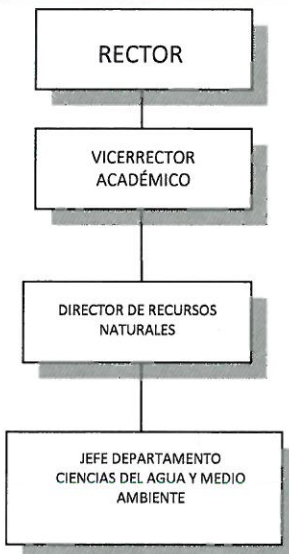 RECTOR
VICERRECTOR
ACADÉMICO
DIRECTOR DE RECURSOS
NATURALES
JEFE DEPARTAMENTO
CIENCIAS DEL AGUA Y MEDIO
AMBIENTE